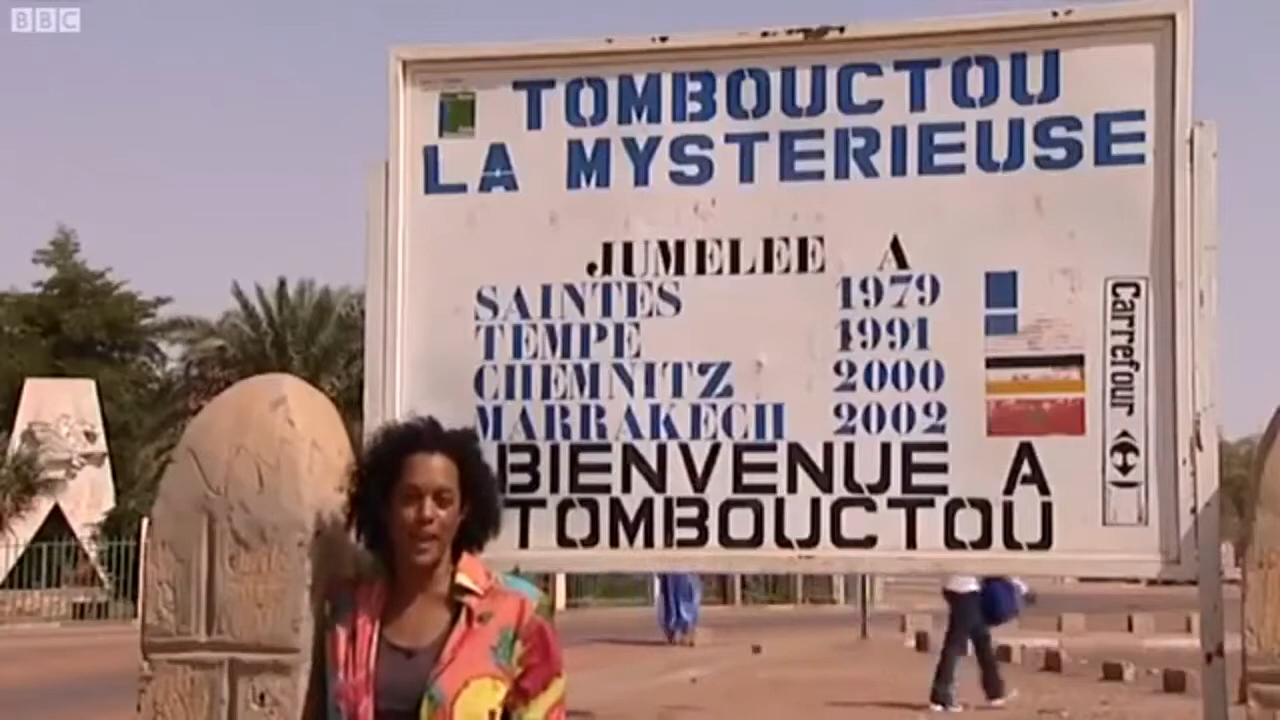 BBC
TOMBOUCTOU
LA MYSTERIEUSE
JUMELEE A
SAINTES 1979
TEMPE 1991
CHEMNITZ 2000
MARRAKECH 2002
Carrefour
BIENVENUE A
TOMBOUCTOU